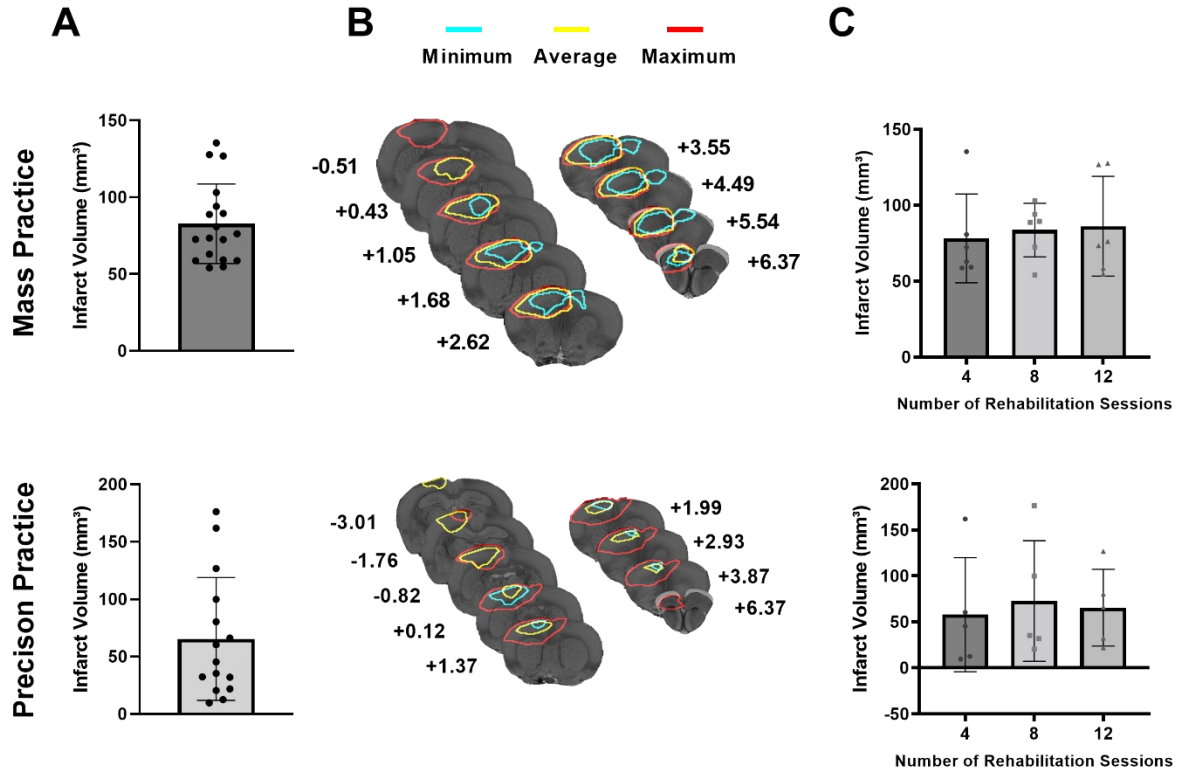 A
B
C
Minimum Average Maximum
Mass Practice
Infarct Volume (mm³)
150
100
50
0
-0.51
+0.43
+1.05
+1.68
+2.62
+3.55
+4.49
+5.54
+6.37
Infarct Volume (mm³)
150
100
50
0
4 8 12
Number of Rehabilitation Sessions
Precison Practice
Infarct Volume (mm³)
200
150
100
50
0
-3.01
-1.76
-0.82
+0.12
+1.37
+1.99
+2.93
+3.87
+6.37
Infarct Volume (mm³)
200
150
100
50
0
-50
4 8 12
Number of Rehabilitation Sessions